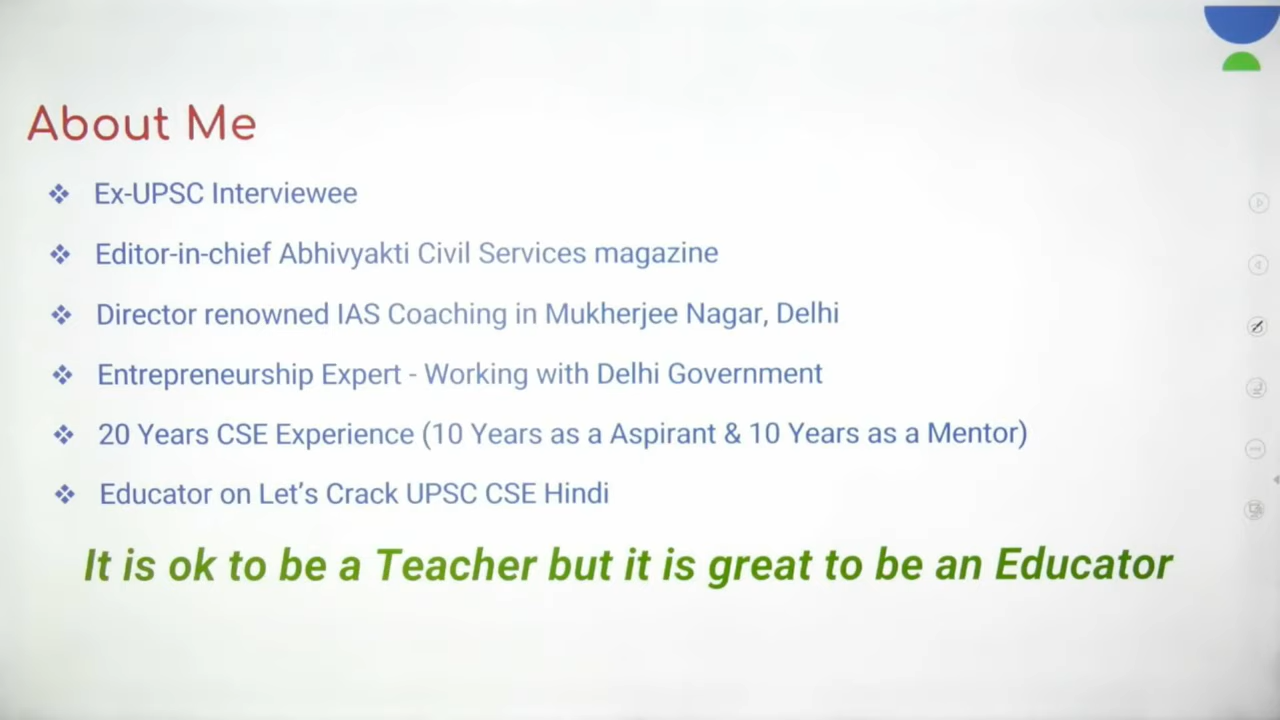 About Me
❖ Ex-UPSC Interviewee
❖ Editor-in-chief Abhivyakti Civil Services magazine
❖ Director renowned IAS Coaching in Mukherjee Nagar, Delhi
❖ Entrepreneurship Expert - Working with Delhi Government
❖ 20 Years CSE Experience (10 Years as a Aspirant & 10 Years as a Mentor)
❖ Educator on Let's Crack UPSC CSE Hindi
It is ok to be a Teacher but it is great to be an Educator